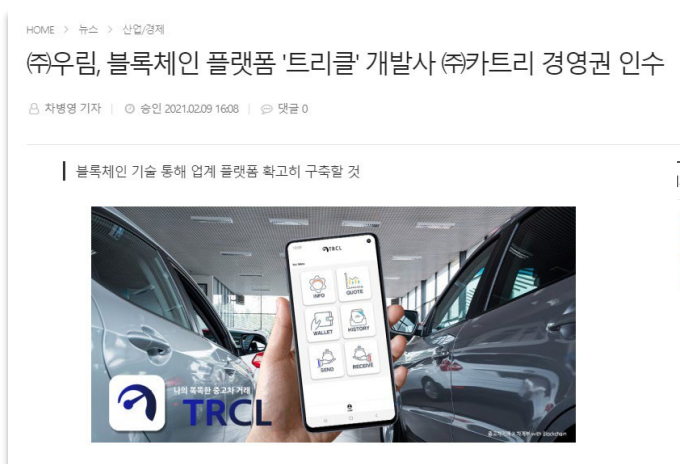 HOME > 뉴스 > 산업/경제
㈜우림, 블록체인 플랫폼 '트리클' 개발사 ㈜카트리 경영권 인수
차병영 기자 | 승인 2021.02.09 16:08 | 댓글 0
블록체인 기술 통해 업계 플랫폼 확고히 구축할 것
TRCL
INFO QUOTE
WALLET HISTORY
SEND RECEIVE
나의 똑똑한 중고차 거래
TRCL
with Blockchain